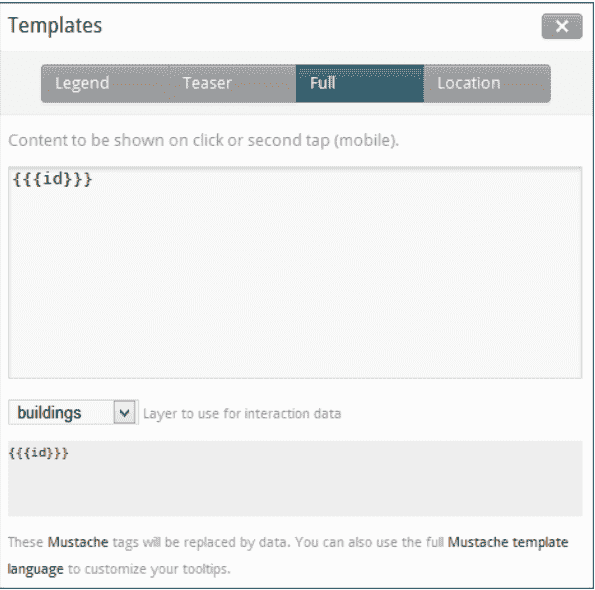 Templates
Legend Teaser Full Location
Content to be shown on click or second tap (mobile).
{{{id}}}
buildings Layer to use for interaction data
{{{id}}}
These Mustache tags will be replaced by data. You can also use the full Mustache template
language to customize your tooltips.